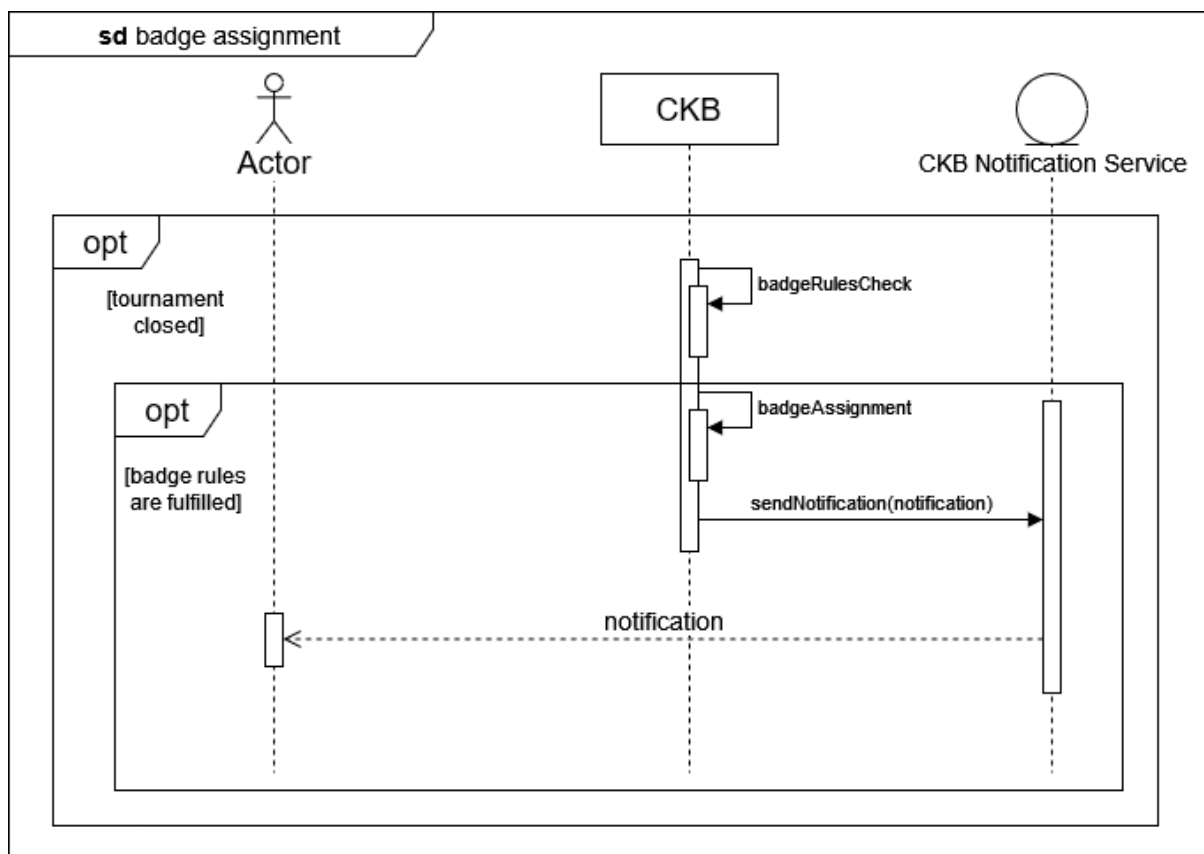 sd badge assignment
Actor
CKB
CKB Notification Service
opt
[tournament
closed]
badgeRulesCheck
opt
[badge rules
are fulfilled]
badgeAssignment
sendNotification(notification)
notification